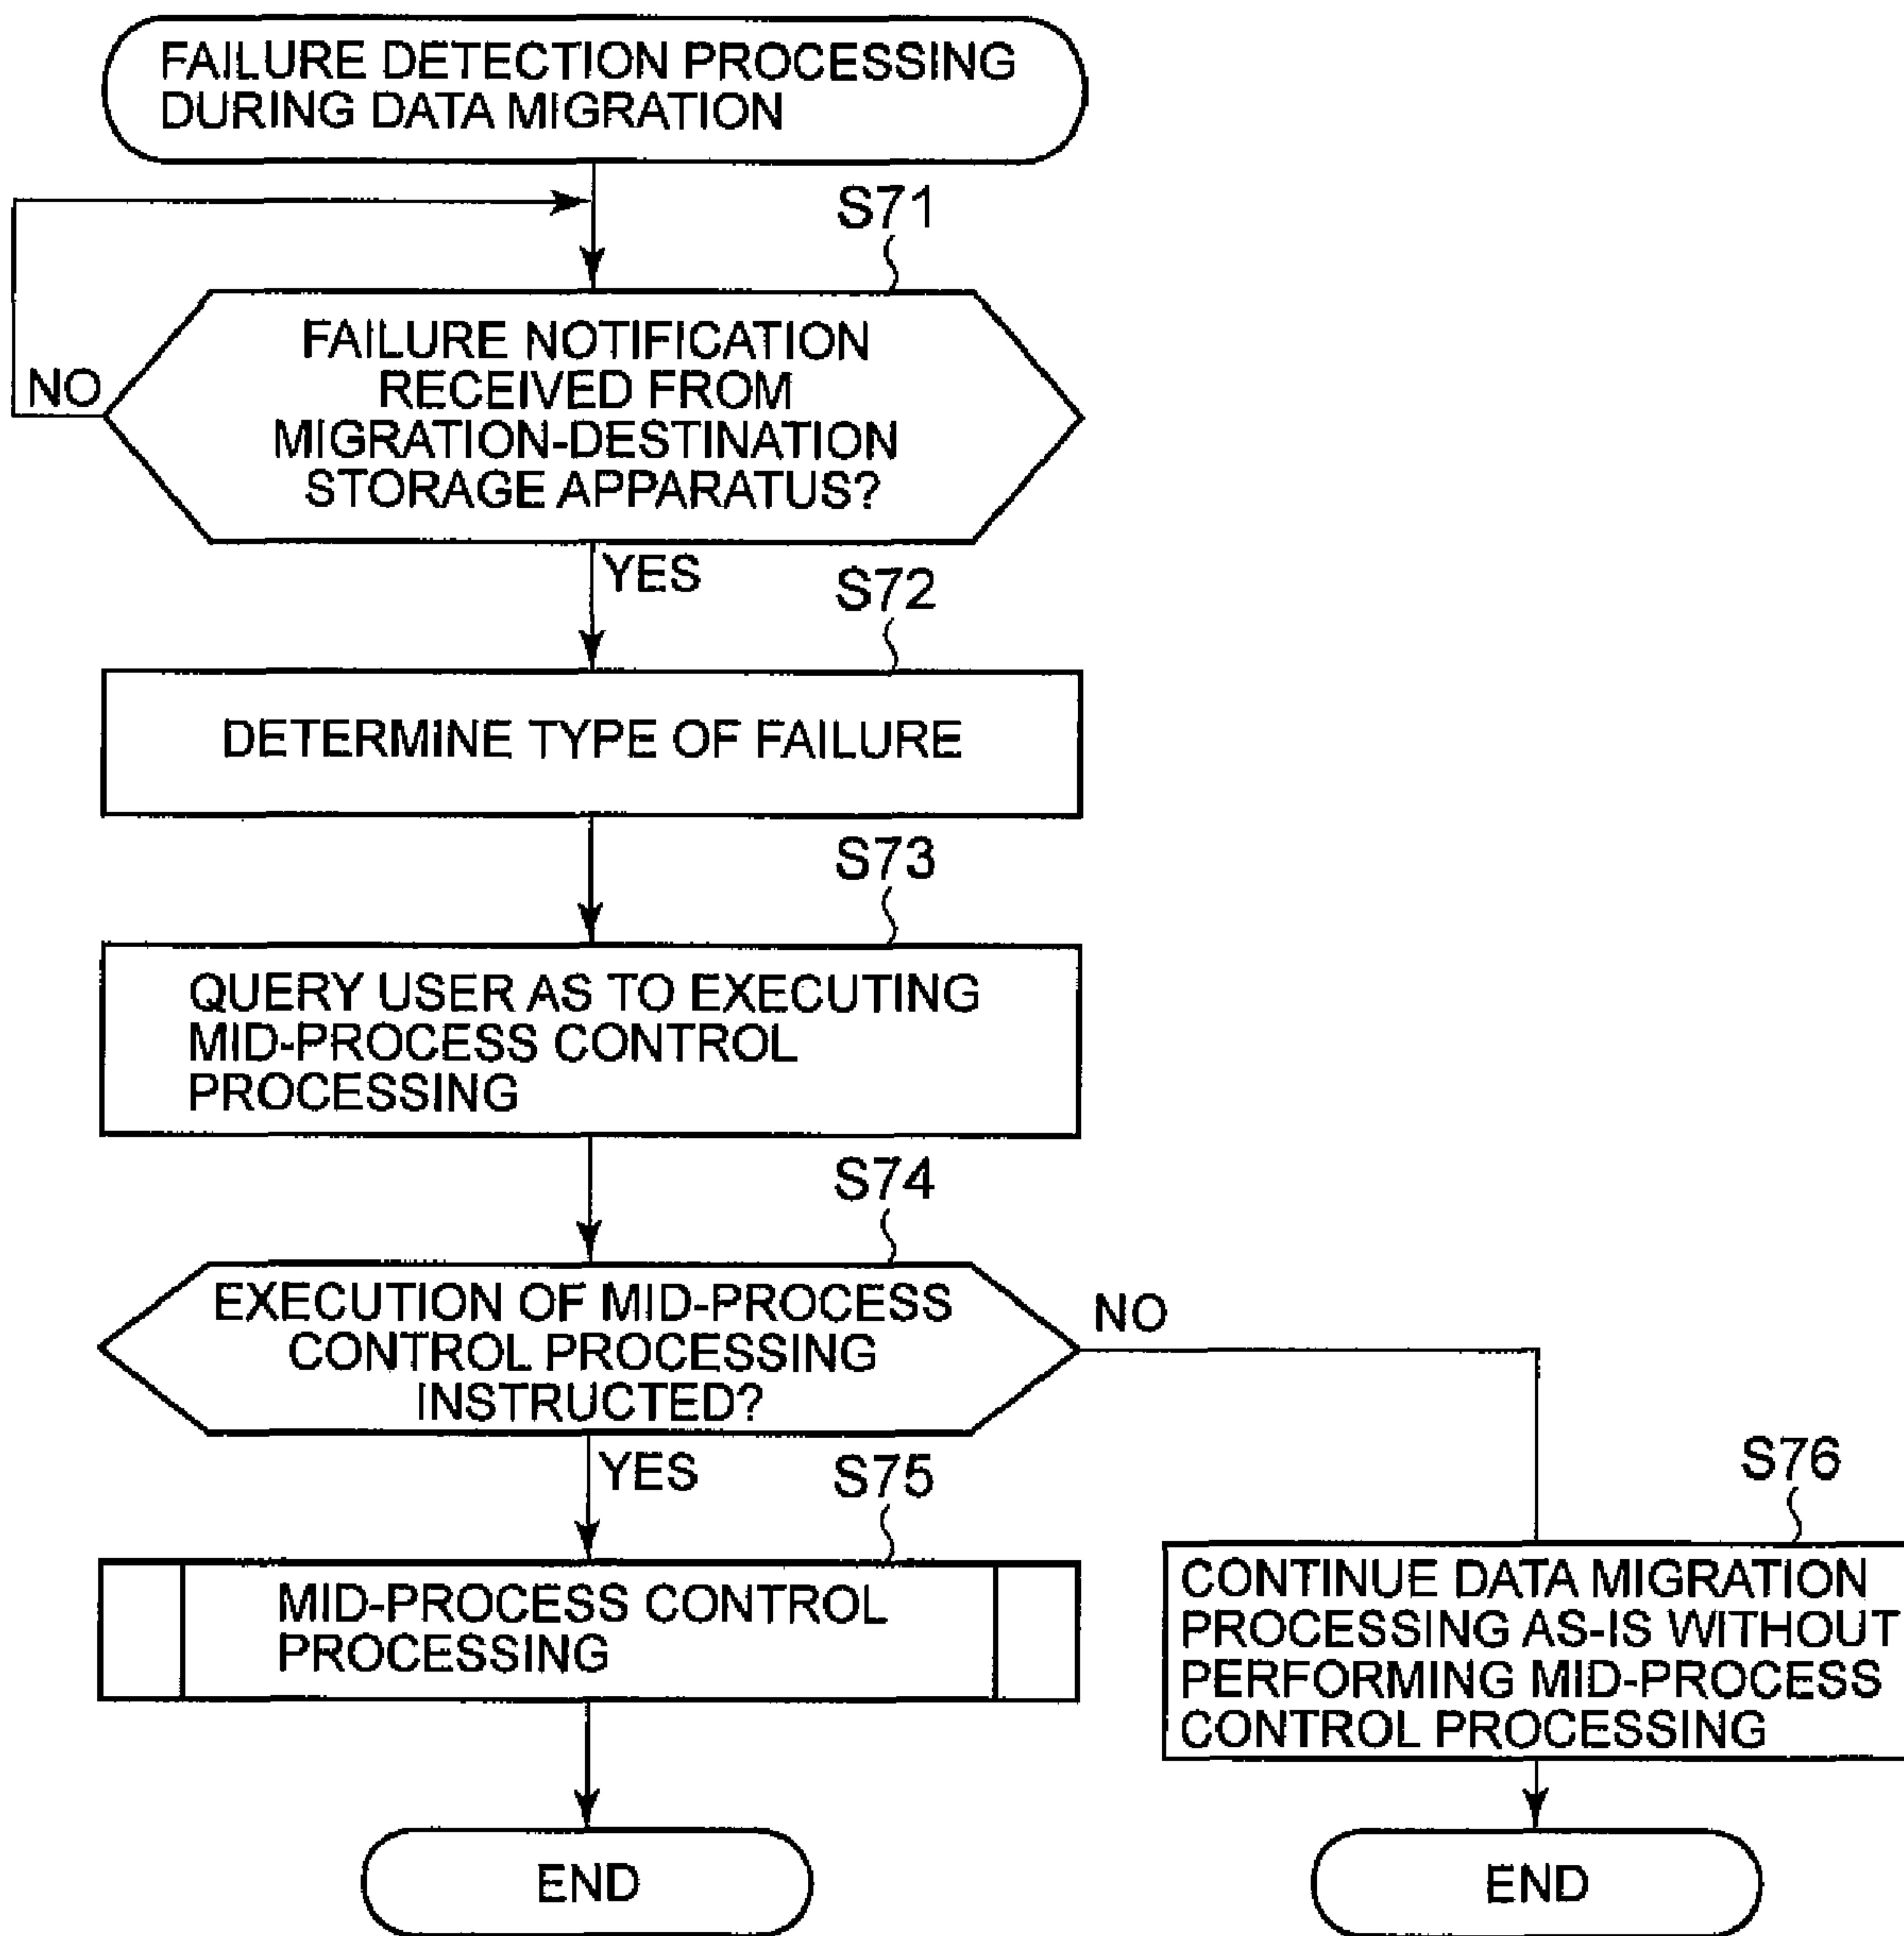 FAILURE DETECTION PROCESSING
DURING DATA MIGRATION
S71
FAILURE NOTIFICATION
RECEIVED FROM
MIGRATION-DESTINATION
STORAGE APPARATUS?
NO
YES
S72
DETERMINE TYPE OF FAILURE
S73
QUERY USER AS TO EXECUTING
MID-PROCESS CONTROL
PROCESSING
S74
EXECUTION OF MID-PROCESS
CONTROL PROCESSING
INSTRUCTED?
NO
YES
S75
MID-PROCESS CONTROL
PROCESSING
S76
CONTINUE DATA MIGRATION
PROCESSING AS-IS WITHOUT
PERFORMING MID-PROCESS
CONTROL PROCESSING
END
END